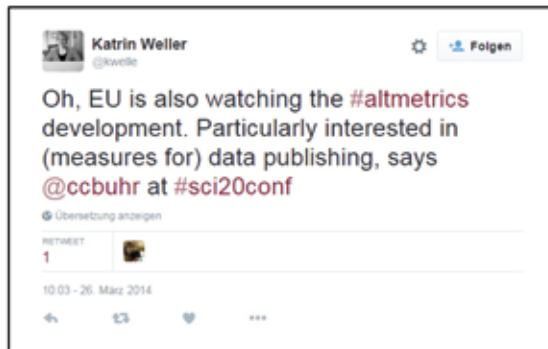 Katrin Weller
@kwelle
Folgen
Oh, EU is also watching the #altmetrics
development. Particularly interested in
(measures for) data publishing, says
@ccbuhr at #sci20conf
Übersetzung anzeigen
RETWEET
1
10:03 - 26. März 2014